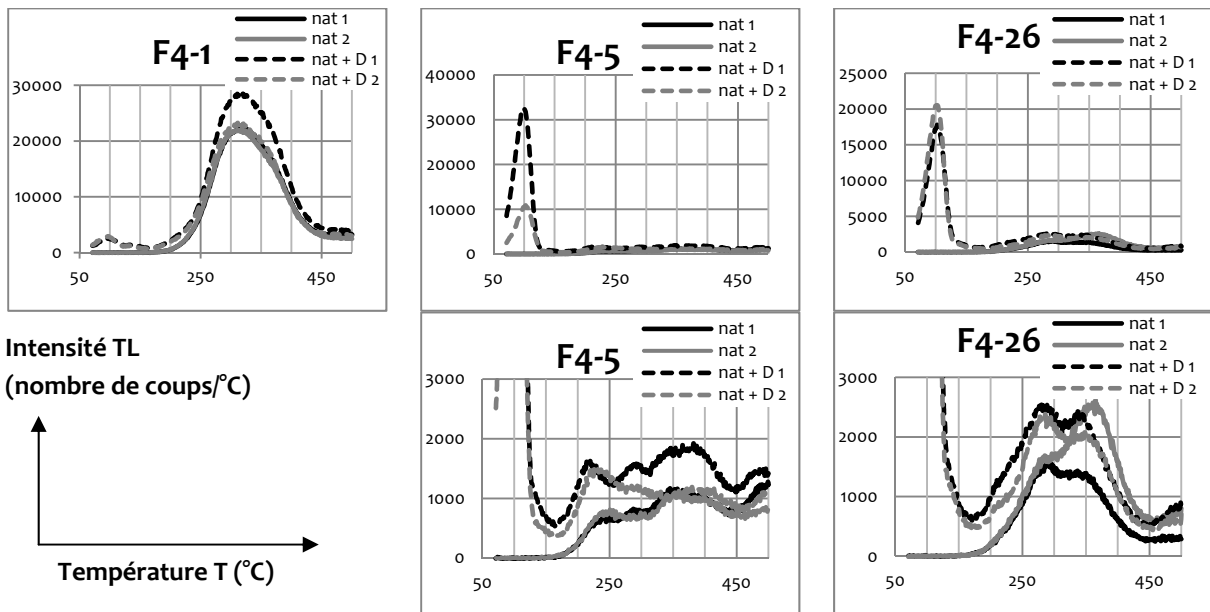 F4-1
nat 1
nat 2
nat + D 1
nat + D 2
30000
20000
10000
0
50
250
450
F4-5
nat 1
nat 2
nat + D 1
nat + D 2
40000
30000
20000
10000
0
50
250
450
F4-26
nat 1
nat 2
nat + D 1
nat + D 2
25000
20000
15000
10000
5000
0
50
250
450
Intensité TL
(nombre de coups/°C)
Température T (°C)
F4-5
nat 1
nat 2
nat + D 1
nat + D 2
3000
2000
1000
0
50
250
450
F4-26
nat 1
nat 2
nat + D 1
nat + D 2
3000
2000
1000
0
50
250
450